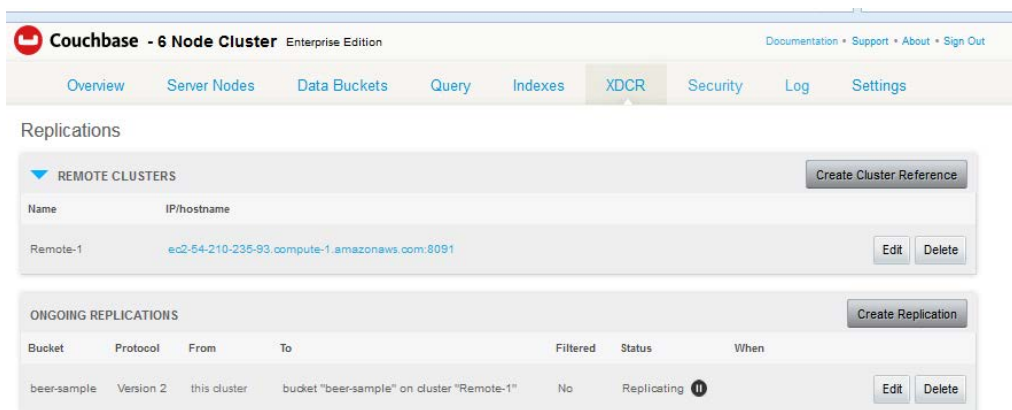 Couchbase - 6 Node Cluster Enterprise Edition Documentation • Support • About • Sign Out
Overview Server Nodes Data Buckets Query Indexes XDCR Security Log Settings
Replications
REMOTE CLUSTERS Create Cluster Reference
Name IP/hostname
Remote-1 ec2-54-210-235-93.compute-1.amazonaws.com:8091 Edit Delete
ONGOING REPLICATIONS Create Replication
Bucket Protocol From To Filtered Status When
beer-sample Version 2 this cluster bucket "beer-sample" on cluster "Remote-1" No Replicating Edit Delete